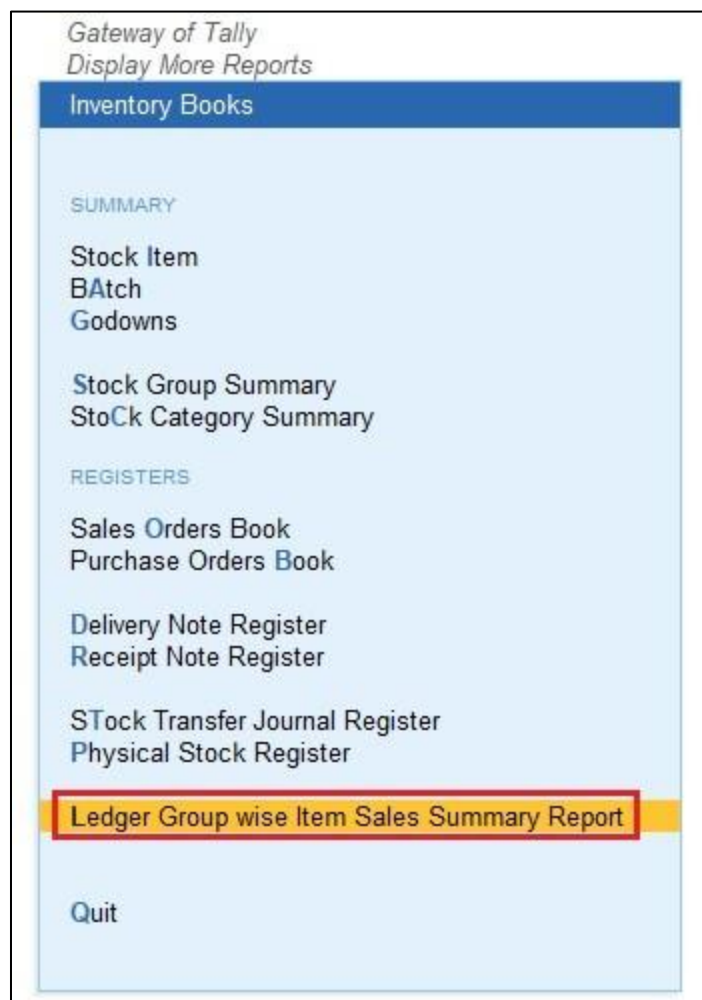 Gateway of Tally
Display More Reports
Inventory Books
SUMMARY
Stock Item
BAtch
Godowns
Stock Group Summary
StoCk Category Summary
REGISTERS
Sales Orders Book
Purchase Orders Book
Delivery Note Register
Receipt Note Register
STock Transfer Journal Register
Physical Stock Register
Ledger Group wise Item Sales Summary Report
Quit